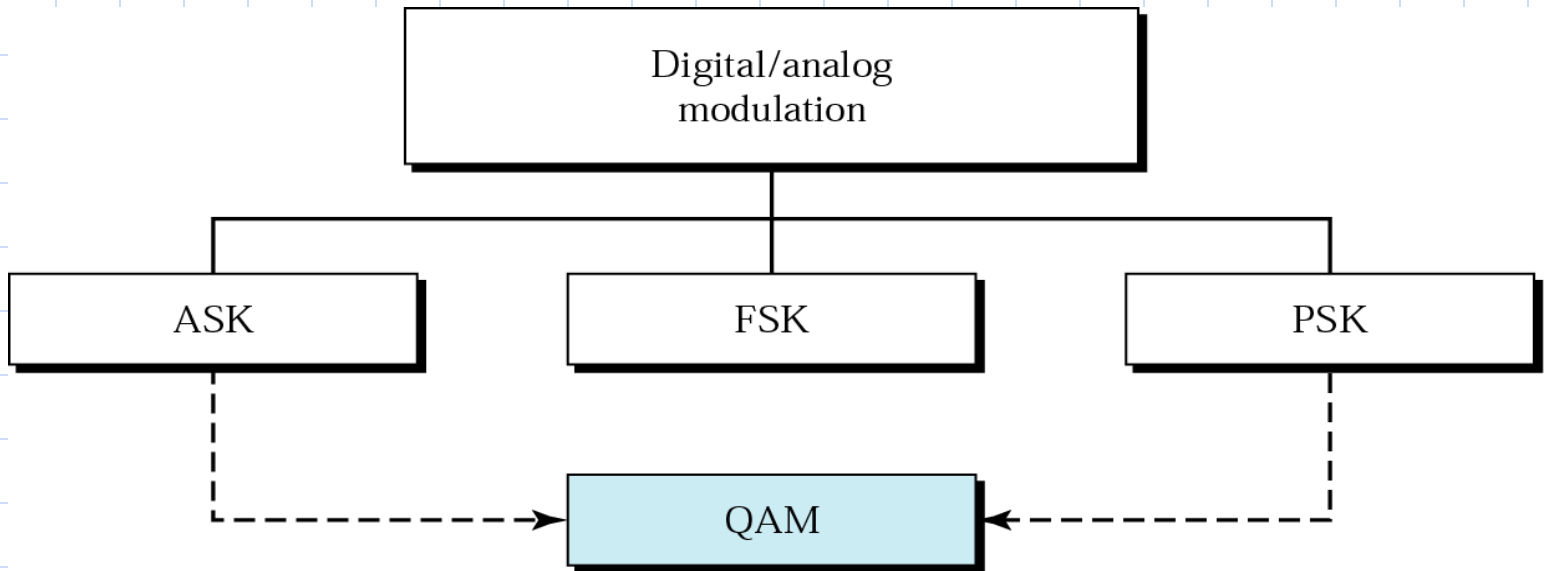 Digital/analog
modulation
ASK
FSK
PSK
QAM